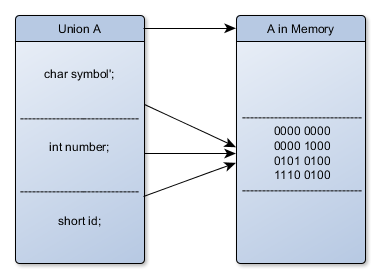 Union A
char symbol';
int number;
short id;
A in Memory
0000 0000
0000 1000
0101 0100
1110 0100